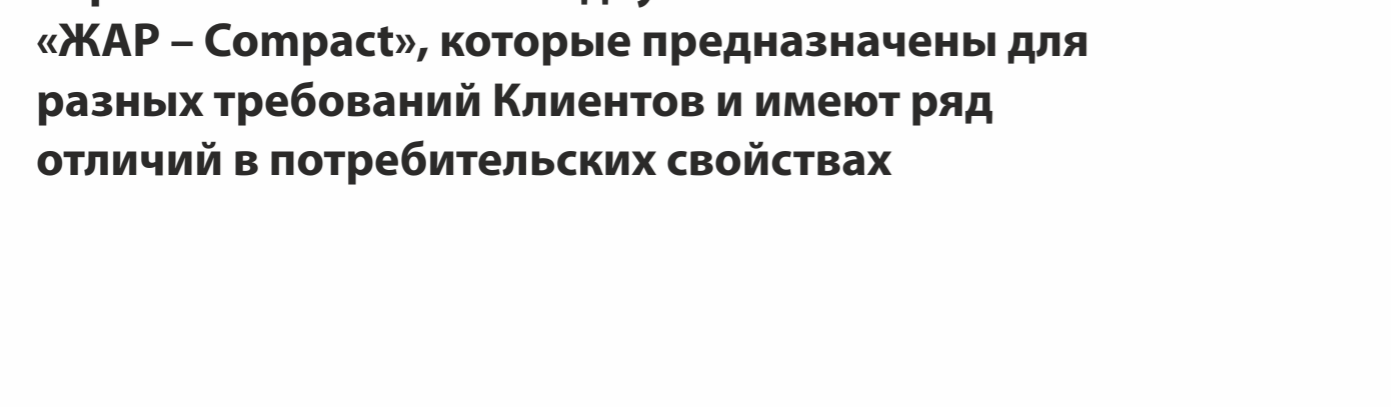 «ЖАР – Compact», которые предназначены для
разных требований Клиентов и имеют ряд
отличий в потребительских свойствах